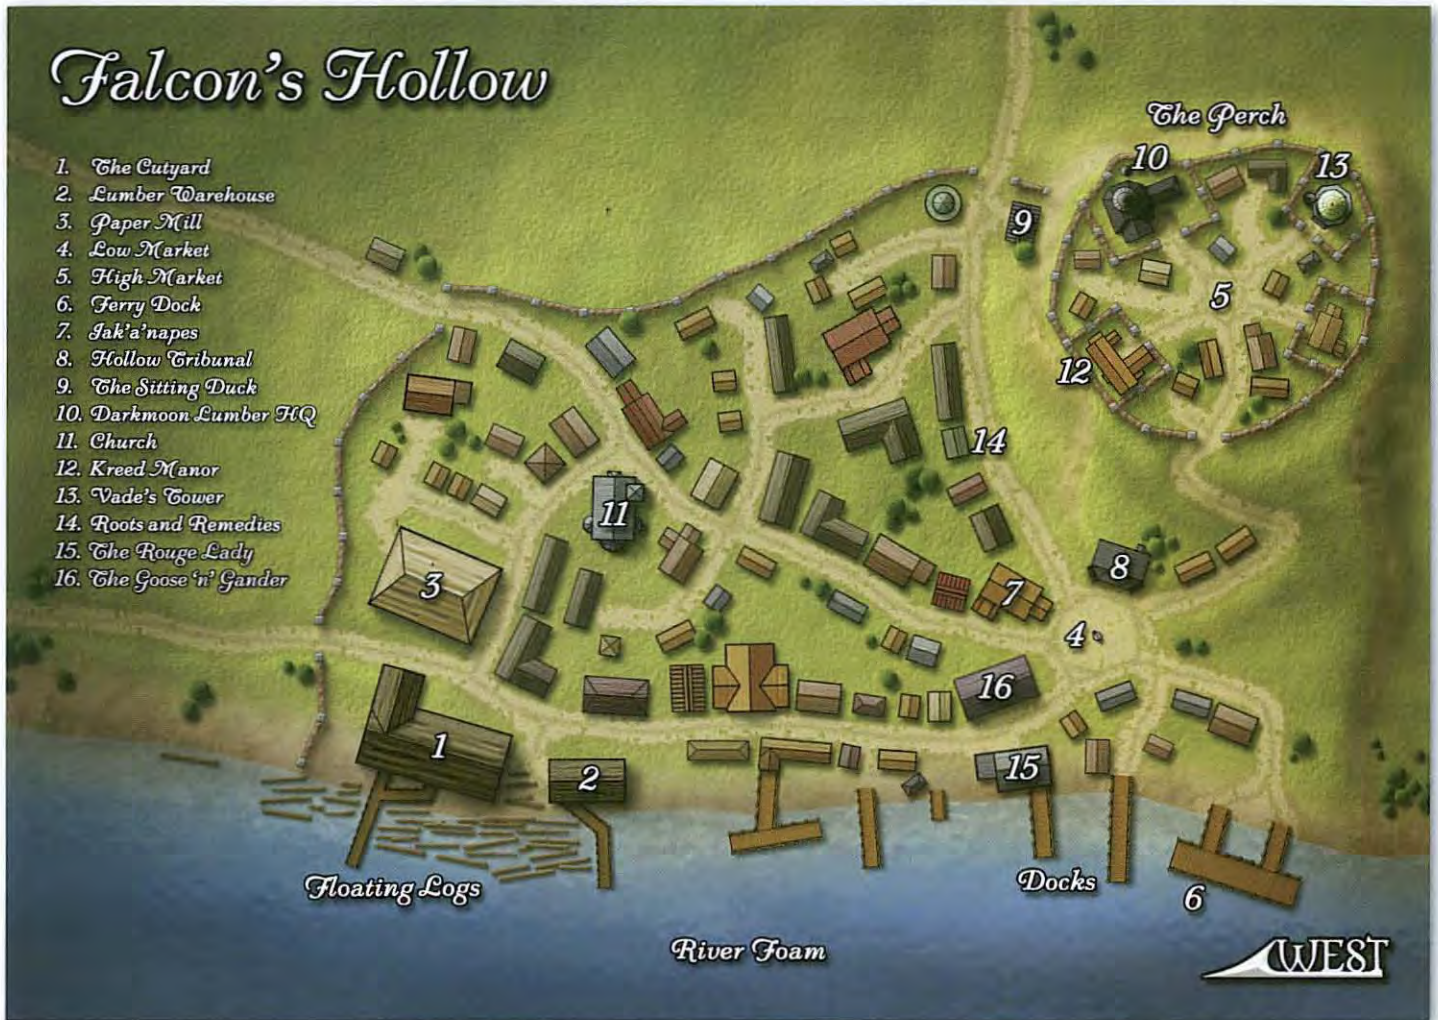 Falcon's Hollow
1. The Cutyard
2. Lumber Warehouse
3. Paper Mill
4. Low Market
5. High Market
6. Ferry Dock
7. Jak'a'napes
8. Hollow Tribunal
9. The Sitting Duck
10. Darkmoon Lumber HQ
11. Church
12. Kreed Manor
13. Vade's Tower
14. Roots and Remedies
15. The Rouge Lady
16. The Goose 'n' Gander
The Perch
10
13
9
5
12
14
11
3
8
7
4
16
1
2
15
Floating Logs
Docks
6
River Foam
WEST